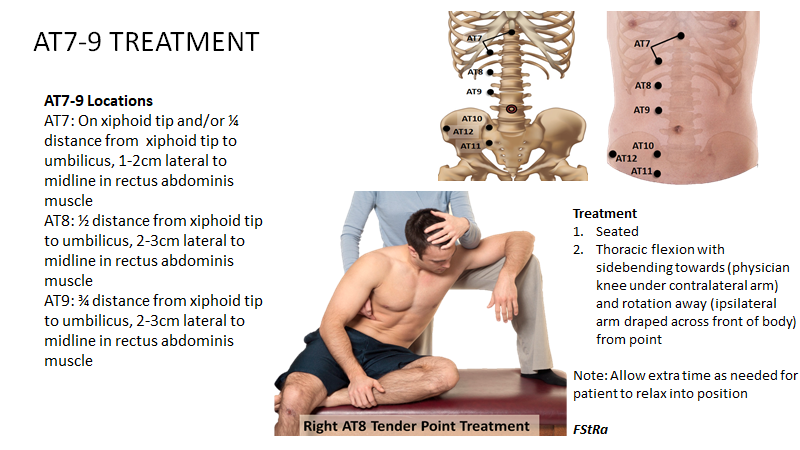 AT7-9 TREATMENT
AT7-9 Locations
AT7: On xiphoid tip and/or ¼
distance from xiphoid tip to
umbilicus, 1-2cm lateral to
midline in rectus abdominis
muscle
AT8: ½ distance from xiphoid tip
to umbilicus, 2-3cm lateral to
midline in rectus abdominis
muscle
AT9: ¾ distance from xiphoid tip
to umbilicus, 2-3cm lateral to
midline in rectus abdominis
muscle
AT7
AT8
AT9
AT10
AT12
AT11
AT7
AT8
AT9
AT10
AT12
AT11
Right AT8 Tender Point Treatment
Treatment
1. Seated
2. Thoracic flexion with
sidebending towards (physician
knee under contralateral arm)
and rotation away (ipsilateral
arm draped across front of body)
from point
Note: Allow extra time as needed for
patient to relax into position
FStRa